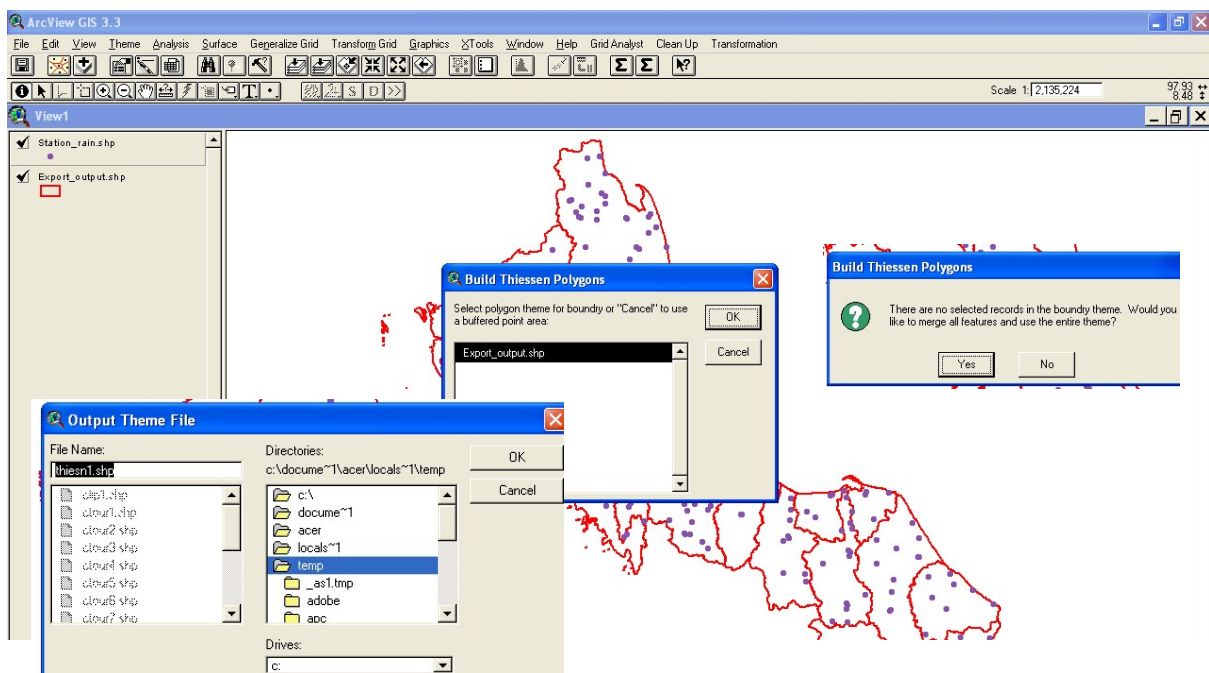 ArcView GIS 3.3
File Edit View Theme Analysis Surface Generalize Grid Transform Grid Graphics XTools Window Help Grid Analyst Clean Up Transformation
Scale 1: 2,135,224
97.93
8.48
View1
Station_rain.shp
Export_output.shp
Build Thiessen Polygons
Select polygon theme for boundry or "Cancel" to use
a buffered point area:
OK
Cancel
Export_output.shp
Build Thiessen Polygons
There are no selected records in the boundry theme. Would you
like to merge all features and use the entire theme?
Yes
No
Output Theme File
File Name:
thiesn1.shp
clip1.shp
clour1.shp
clour2.shp
clour3.shp
clour4.shp
clour5.shp
clour6.shp
clour7.shp
Directories:
c:\docume~1\acer\locals~1\temp
c:\
docume~1
acer
locals~1
temp
_as1.tmp
adobe
apc
Drives:
c:
OK
Cancel